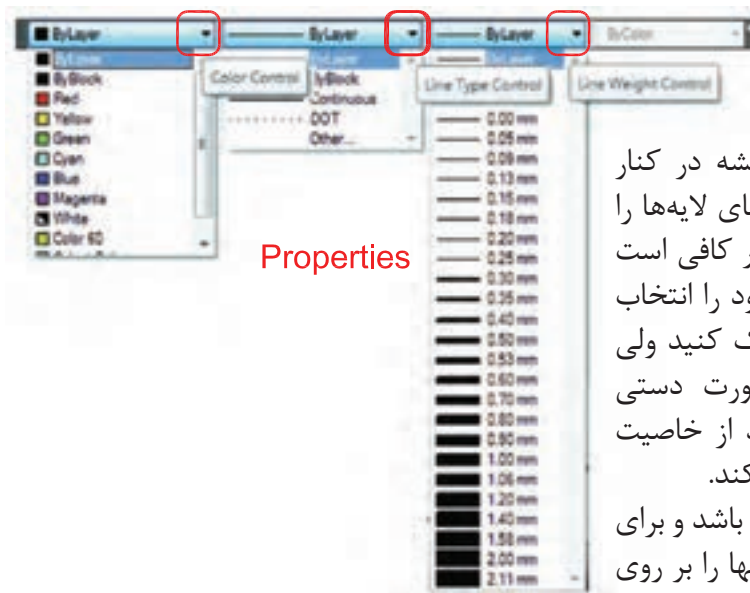 ByLayer
ByLayer
ByLayer
ByColor
ByLayer
ByBlock
Red
Yellow
Green
Cyan
Blue
Magenta
White
Color 60
Color Control
ByLayer
ByBlock
Continuous
DOT
Other...
Line Type Control
ByLayer
0.00 mm
0.05 mm
0.09 mm
0.13 mm
0.15 mm
0.18 mm
0.20 mm
0.25 mm
0.30 mm
0.35 mm
0.40 mm
0.50 mm
0.53 mm
0.60 mm
0.70 mm
0.80 mm
0.90 mm
1.00 mm
1.06 mm
1.20 mm
1.40 mm
1.58 mm
2.00 mm
2.11 mm
Line Weight Control
Properties
در کنار
لایه‌ها را
کافی است
را انتخاب
کنید ولی
دستی
از خاصیت
کند.
باشد و برای
را بر روی